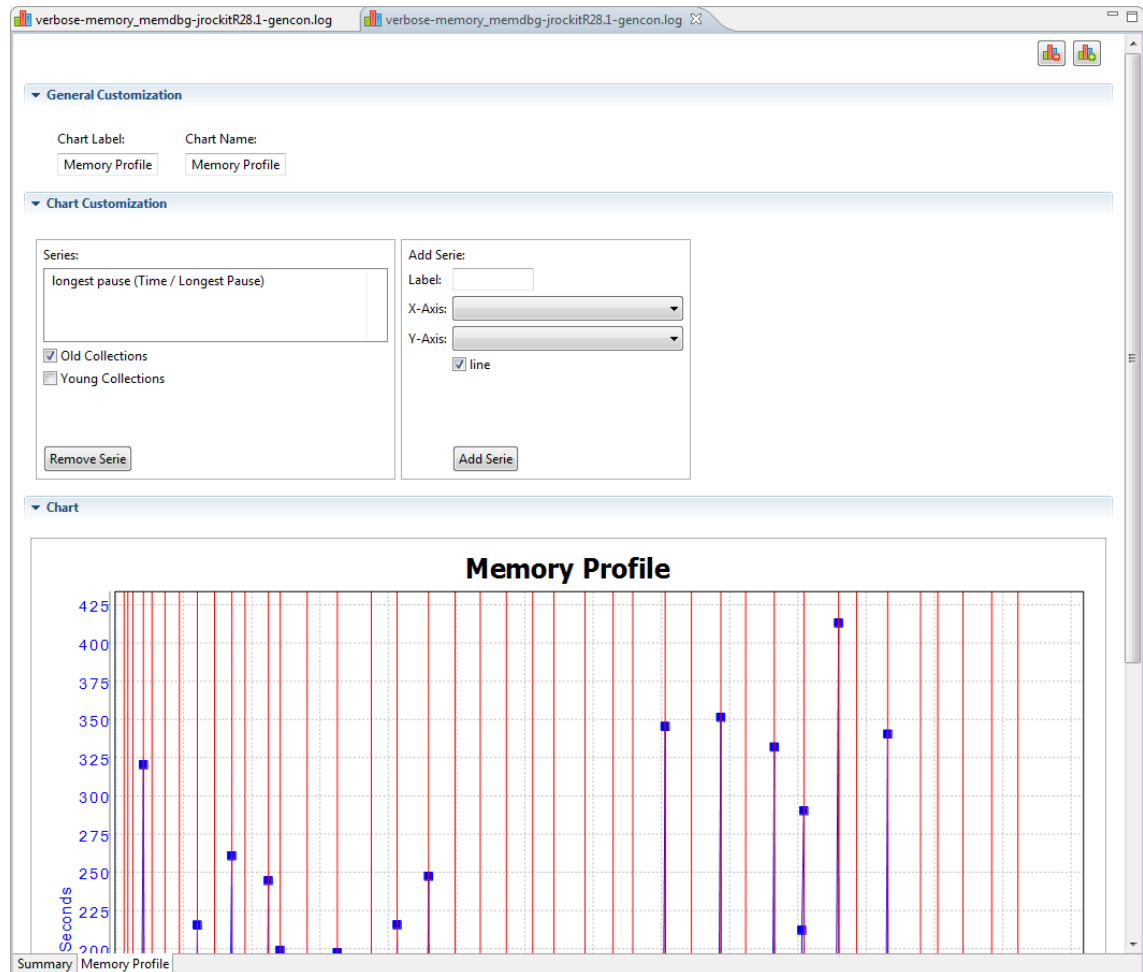 verbose-memory_memdbg-jrockitR28.1-gencon.log
verbose-memory_memdbg-jrockitR28.1-gencon.log
General Customization
Chart Label:
Chart Name:
Memory Profile
Memory Profile
Chart Customization
Series:
longest pause (Time / Longest Pause)
Old Collections
Young Collections
Remove Serie
Add Serie:
Label:
X-Axis:
Y-Axis:
line
Add Serie
Chart
Memory Profile
425
400
375
350
325
300
275
250
225
200
Seconds
Summary
Memory Profile